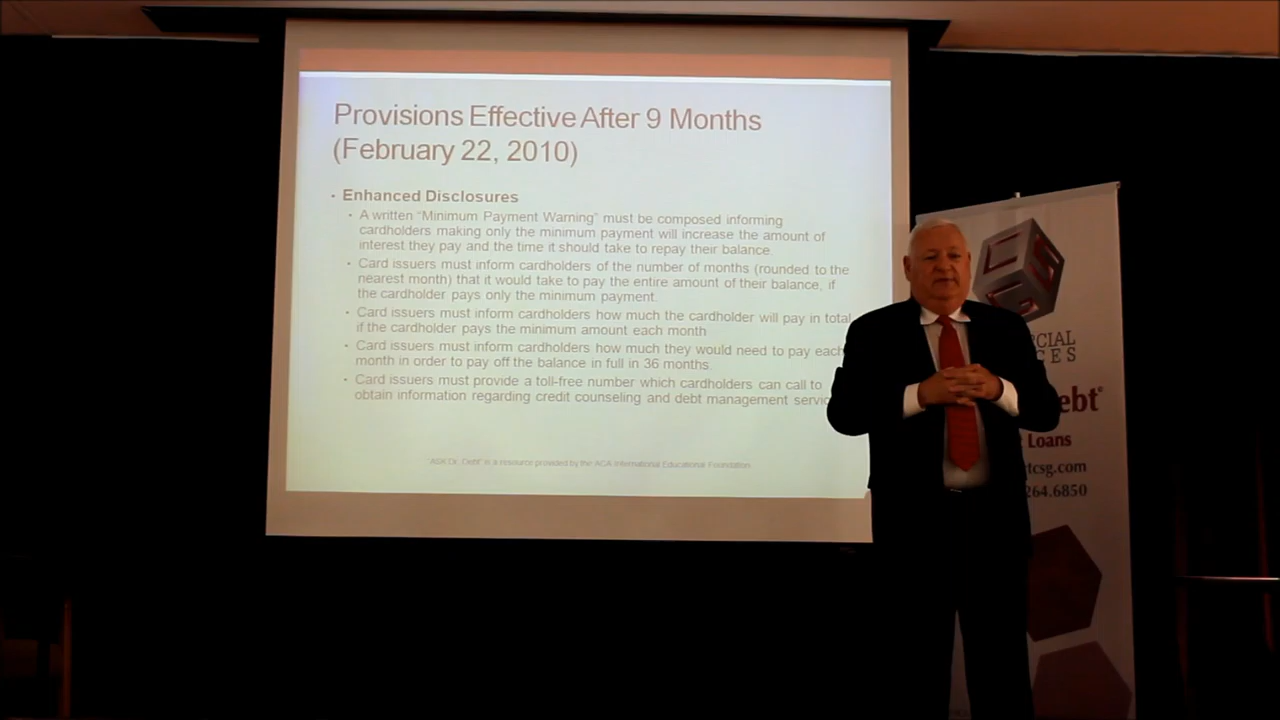 Provisions Effective After 9 Months
(February 22, 2010)
Enhanced Disclosures
A written "Minimum Payment Warning" must be composed informing
cardholders making only the minimum payment will increase the amount of
interest they pay and the time it should take to repay their balance.
Card issuers must inform cardholders of the number of months (rounded to the
nearest month) that it would take to pay the entire amount of their balance, if
the cardholder pays only the minimum payment.
Card issuers must inform cardholders how much the cardholder will pay in total
if the cardholder pays the minimum amount each month
Card issuers must inform cardholders how much they would need to pay each
month in order to pay off the balance in full in 36 months.
Card issuers must provide a toll-free number which cardholders can call to
obtain information regarding credit counseling and debt management servic
"Ask Dr. Debt" is a resource provided by the ACA International Educational Foundation
CIAL
CES
ebt
Loans
tcsg.com
264.6850